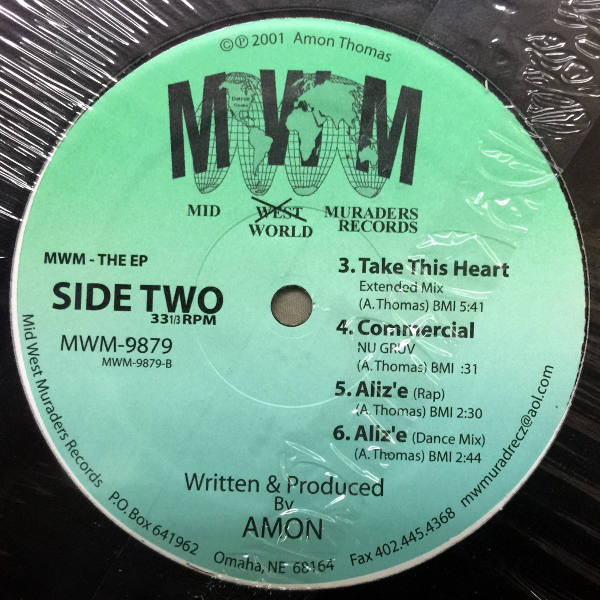 ©℗ 2001 Amon Thomas
MWM
MID WEST MURADERS
WORLD RECORDS
MWM - THE EP
SIDE TWO
33 1/3 RPM
MWM-9879
MWM-9879-B
3. Take This Heart
Extended Mix
(A. Thomas) BMI 5:41
4. Commercial
NU GRUV
(A. Thomas) BMI :31
5. Aliz'e (Rap)
(A. Thomas) BMI 2:30
6. Aliz'e (Dance Mix)
(A. Thomas) BMI 2:44
Written & Produced
By
AMON
Mid West Muraders Records P.O. Box 641962 Omaha, NE 68164 Fax 402.445.4368 mwmuradrecz@aol.com